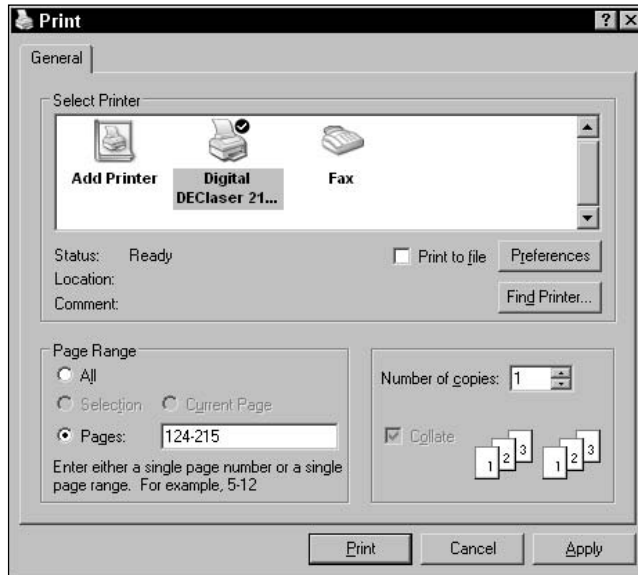 Print
General
Select Printer
Add Printer
Digital
DEClaser 21...
Fax
Status: Ready
Location:
Comment:
Print to file
Preferences
Find Printer...
Page Range
All
Selection
Current Page
Pages: 124-215
Enter either a single page number or a single
page range. For example, 5-12
Number of copies: 1
Collate
1 2 3 1 2 3
Print
Cancel
Apply